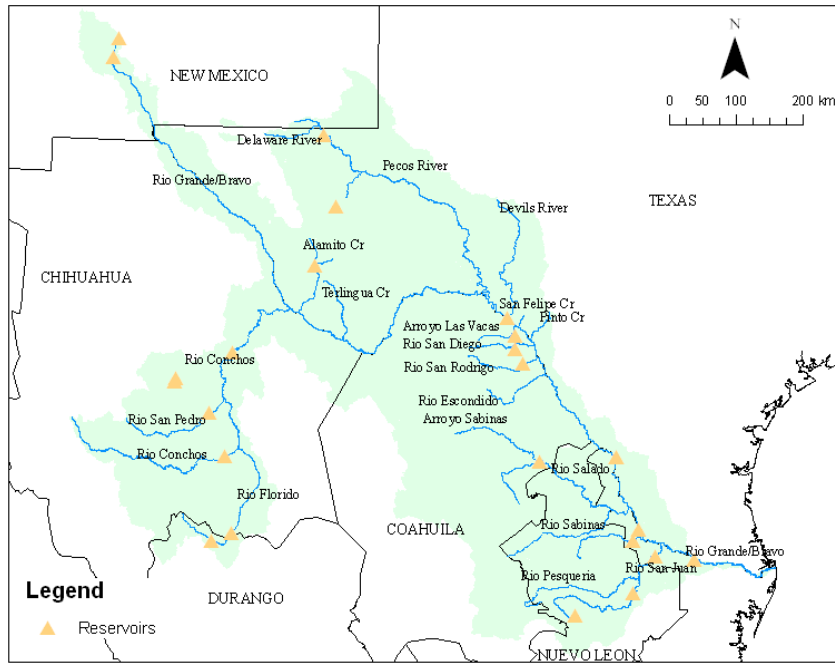 N
NEW MEXICO
0 50 100 200 km
Delaware River
Pecos River
Rio Grande/Bravo
Devils River
TEXAS
Alamito Cr
CHIHUAHUA
Terlingua Cr
San Felipe Cr
Pinto Cr
Arroyo Las Vacas
Rio San Diego
Rio Conchos
Rio San Rodrigo
Rio Escondido
Rio San Pedro
Arroyo Sabinas
Rio Conchos
Rio Salado
Rio Florido
COAHUILA
Rio Sabinas
Rio Grande/Bravo
Rio San Juan
Rio Pesqueria
Legend
DURANGO
Reservoirs
NUEVO LEON